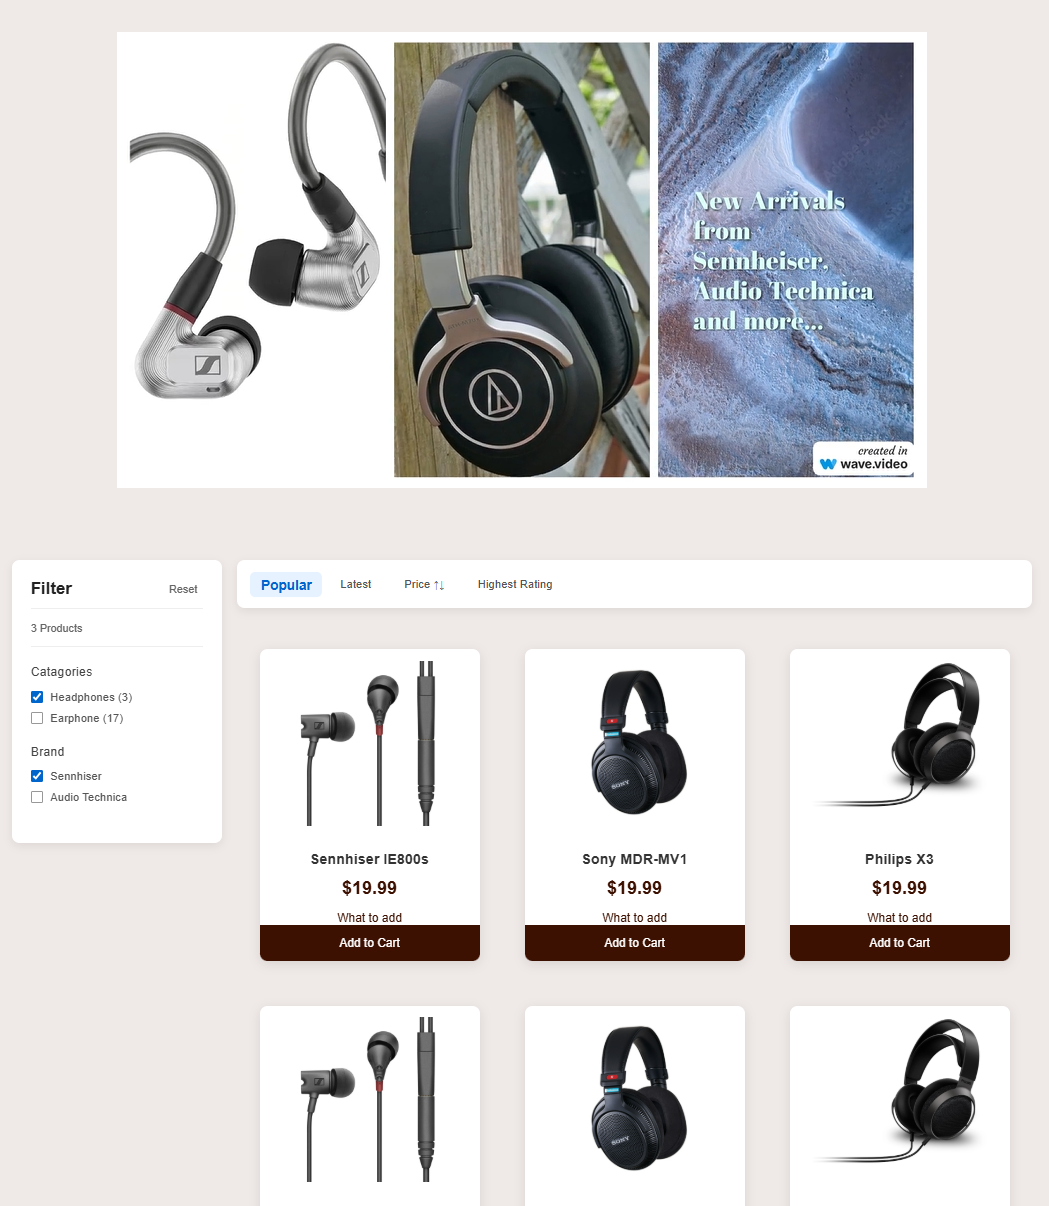 New Arrivals
from
Sennheiser,
Audio Technica
and more...
created in
wave.video
Filter
Reset
3 Products
Catagories
Headphones (3)
Earphone (17)
Brand
Sennhiser
Audio Technica
Popular
Latest
Price ↑↓
Highest Rating
SONY
Sennhiser IE800s
$19.99
What to add
Add to Cart
Sony MDR-MV1
$19.99
What to add
Add to Cart
Philips X3
$19.99
What to add
Add to Cart
SONY